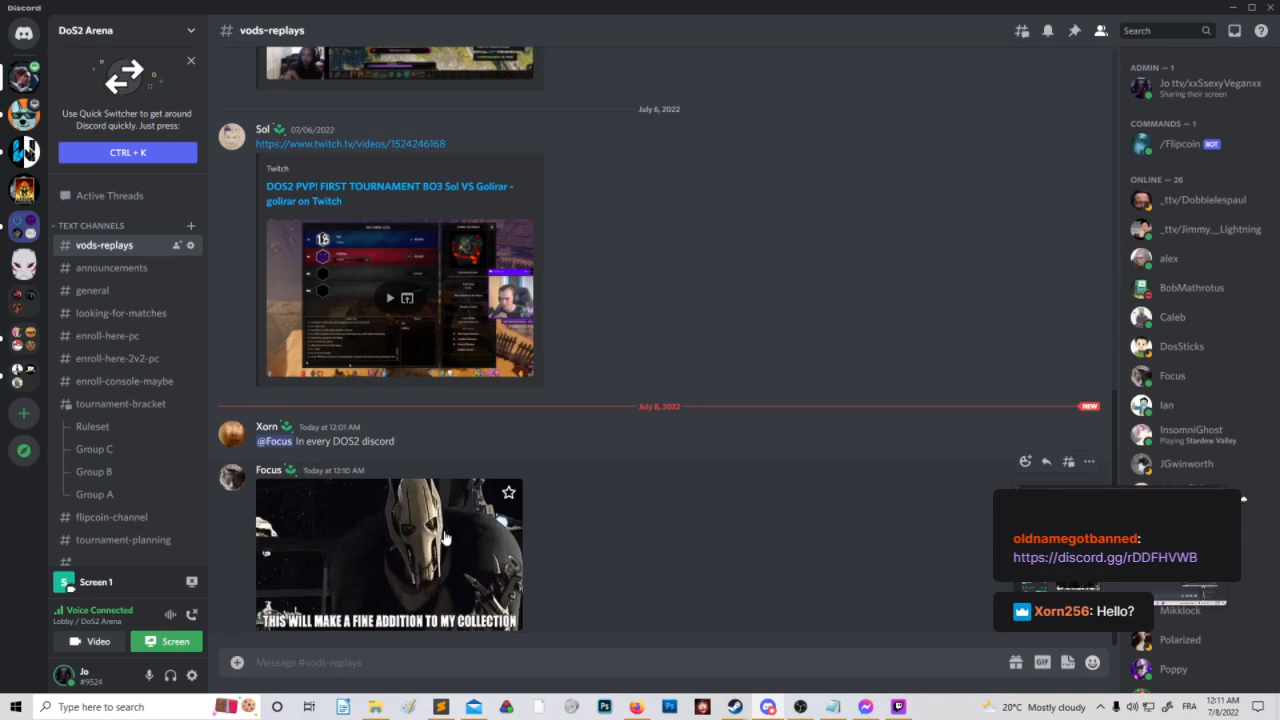 Discord
DoS2 Arena
# vods-replays
Search
Use Quick Switcher to get around
Discord quickly. Just press:
CTRL + K
Active Threads
TEXT CHANNELS
# vods-replays
# announcements
# general
# looking-for-matches
# enroll-here-pc
# enroll-here-2v2-pc
# enroll-console-maybe
# tournament-bracket
Ruleset
Group C
Group B
Group A
# flipcoin-channel
# tournament-planning
S Screen 1
Voice Connected
Lobby / DoS2 Arena
Video
Screen
Jo
#9524
July 6, 2022
Sol 07/06/2022
https://www.twitch.tv/videos/1524246168
Twitch
DOS2 PVP! FIRST TOURNAMENT BO3 Sol VS Golirar -
golirar on Twitch
July 8, 2022
NEW
Xorn Today at 12:01 AM
@Focus In every DOS2 discord
Focus Today at 12:10 AM
THIS WILL MAKE A FINE ADDITION TO MY COLLECTION
Message #vods-replays
GIF
ADMIN — 1
Jo ttv/xxSsexyVeganxx
Sharing their screen
COMMANDS — 1
/Flipcoin BOT
ONLINE — 26
_ttv/Dobbielespaul
_ttv/Jimmy__Lightning
alex
BobMathrotus
Caleb
DosSticks
Focus
Ian
InsomniGhost
Playing Stardew Valley
JGwinworth
oldnamegotbanned:
https://discord.gg/rDDFHVWB
Xorn256: Hello?
Mikklock
Polarized
Poppy
Type here to search
Ps
20°C Mostly cloudy
FRA
12:11 AM
7/8/2022